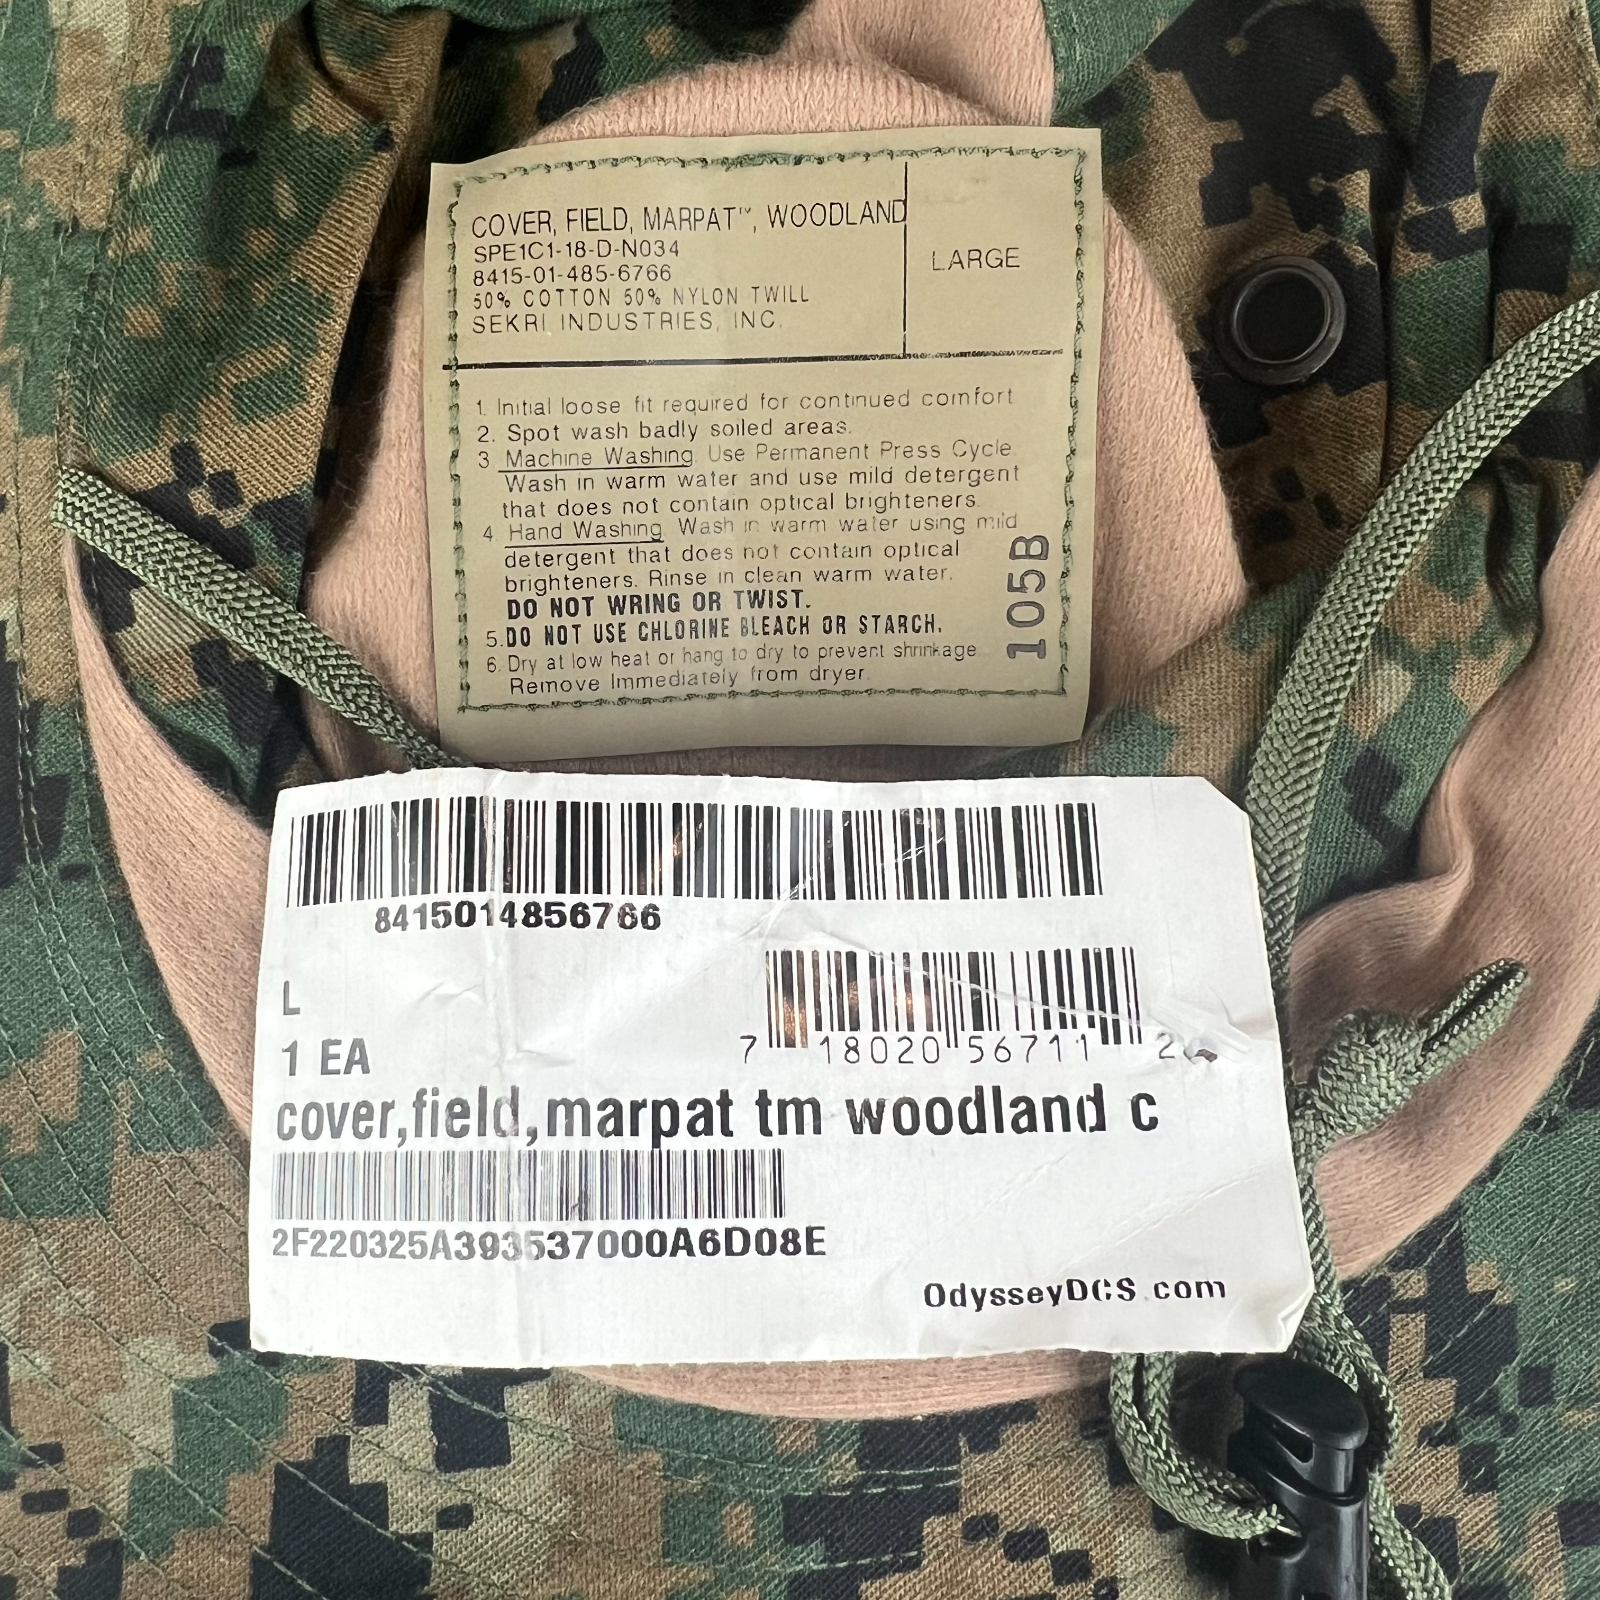 COVER, FIELD, MARPAT™, WOODLAND
SPE1C1-18-D-N034
8415-01-485-6766
50% COTTON 50% NYLON TWILL
SEKRI INDUSTRIES, INC.
LARGE
1. Initial loose fit required for continued comfort
2. Spot wash badly soiled areas.
3 Machine Washing. Use Permanent Press Cycle.
Wash in warm water and use mild detergent
that does not contain optical brighteners.
4 Hand Washing. Wash in warm water using mild
detergent that does not contain optical
brighteners. Rinse in clean warm water.
DO NOT WRING OR TWIST.
5. DO NOT USE CHLORINE BLEACH OR STARCH.
6. Dry at low heat or hang to dry to prevent shrinkage
Remove Immediately from dryer.
105B
8415014856766
L
1 EA
7 18020 56711 2
cover,field,marpat tm woodland c
2F220325A393537000A6D08E
OdysseyDCS.com